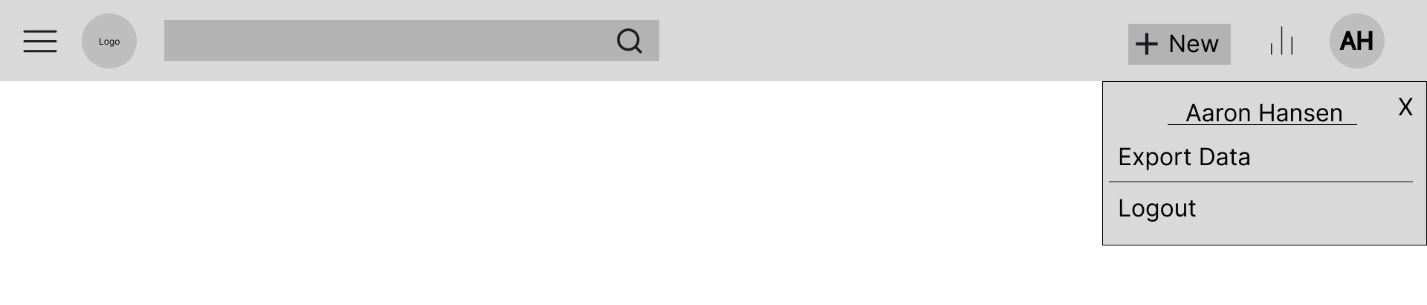 Logo
New
AH
Aaron Hansen
X
Export Data
Logout